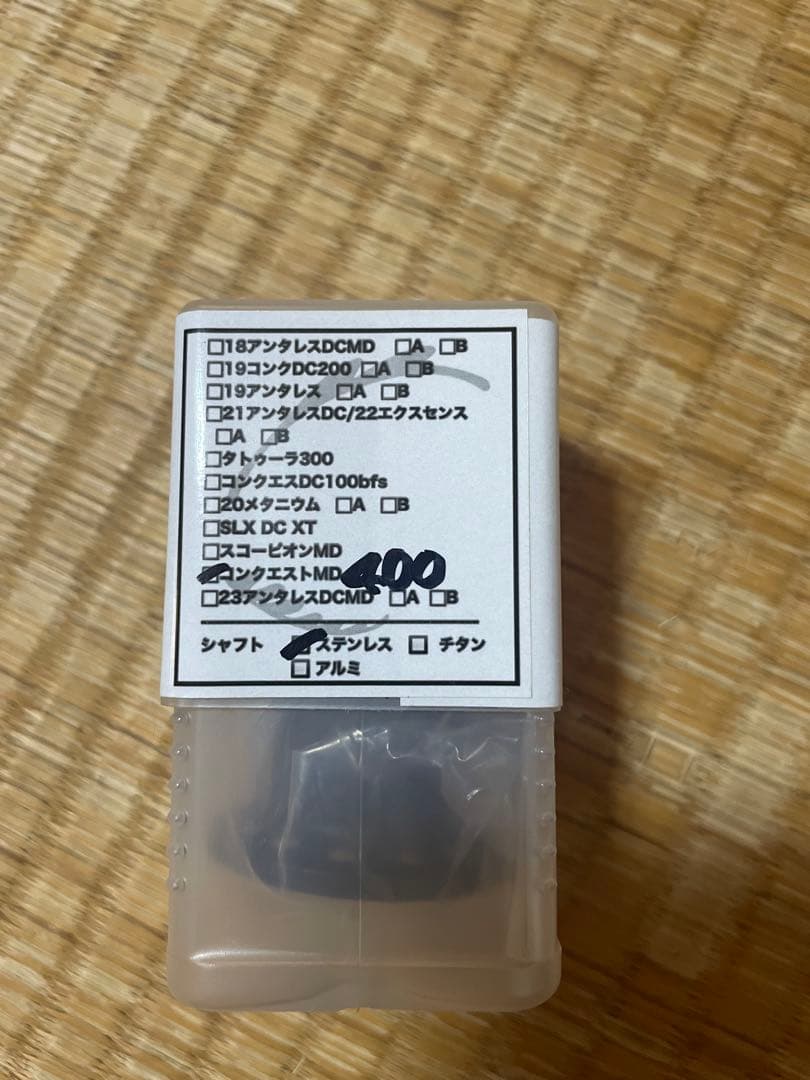 □18アンタレスDCMD □A □B
□19コンクDC200 □A □B
□19アンタレス □A □B
□21アンタレスDC/22エクスセンス
□A □B
□タトゥーラ300
□コンクエスDC100bfs
□20メタニウム □A □B
□SLX DC XT
□スコーピオンMD
□コンクエストMD 400
□23アンタレスDCMD □A □B
シャフト □ステンレス □ チタン
□アルミ